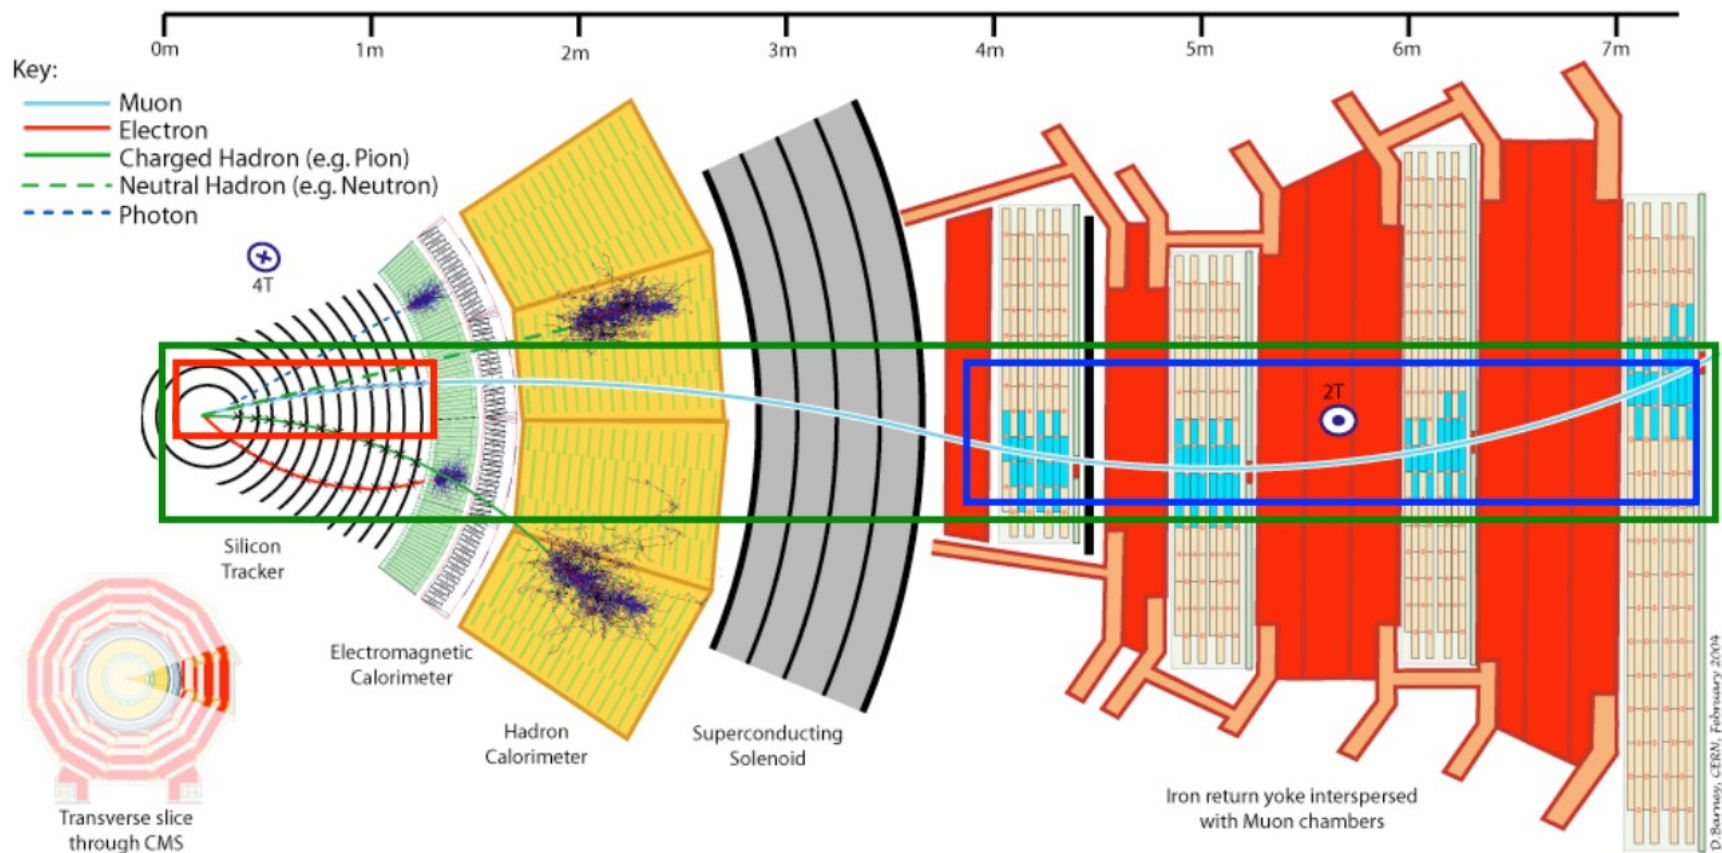 0m 1m 2m 3m 4m 5m 6m 7m
Key:
Muon
Electron
Charged Hadron (e.g. Pion)
Neutral Hadron (e.g. Neutron)
Photon
4T
2T
Silicon
Tracker
Electromagnetic
Calorimeter
Hadron
Calorimeter
Superconducting
Solenoid
Iron return yoke interspersed
with Muon chambers
Transverse slice
through CMS
D.Barney, CERN, February 2004